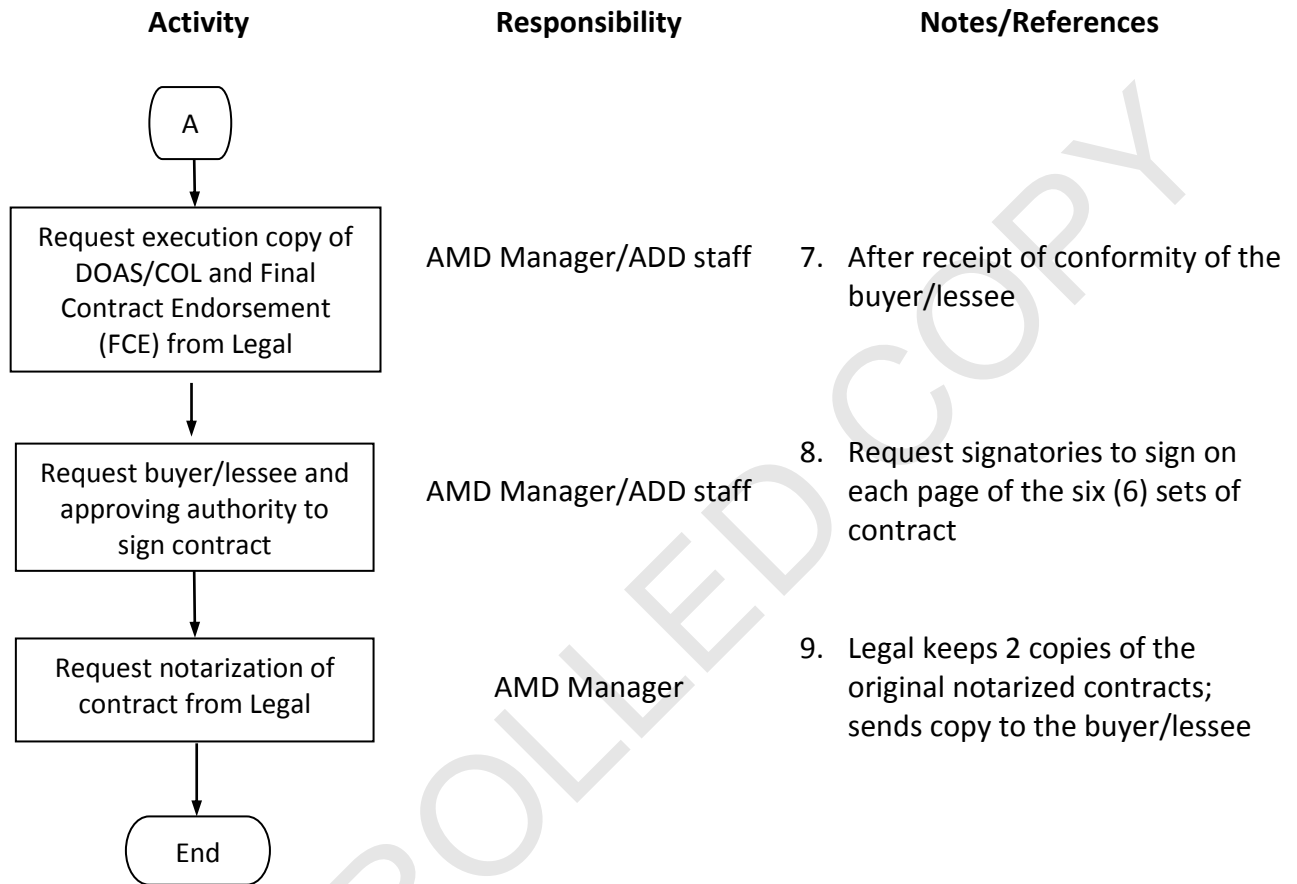 Activity Responsibility Notes/References
A
Request execution copy of
DOAS/COL and Final
Contract Endorsement
(FCE) from Legal
AMD Manager/ADD staff
7. After receipt of conformity of the
buyer/lessee
Request buyer/lessee and
approving authority to
sign contract
AMD Manager/ADD staff
8. Request signatories to sign on
each page of the six (6) sets of
contract
Request notarization of
contract from Legal
AMD Manager
9. Legal keeps 2 copies of the
original notarized contracts;
sends copy to the buyer/lessee
End
ROLLED COPY